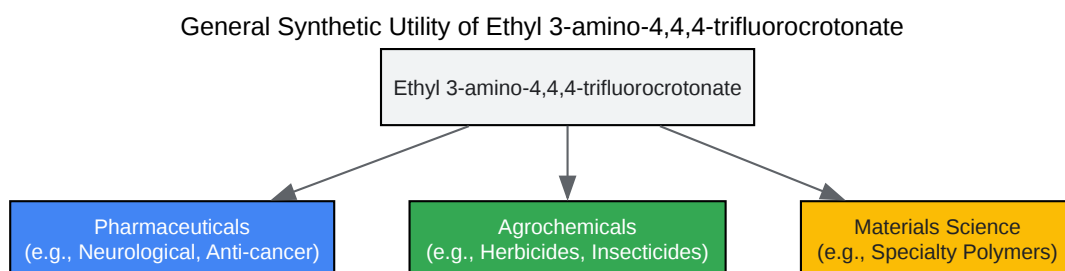 General Synthetic Utility of Ethyl 3-amino-4,4,4-trifluorocrotonate
Ethyl 3-amino-4,4,4-trifluorocrotonate
Pharmaceuticals
(e.g., Neurological, Anti-cancer)
Agrochemicals
(e.g., Herbicides, Insecticides)
Materials Science
(e.g., Specialty Polymers)